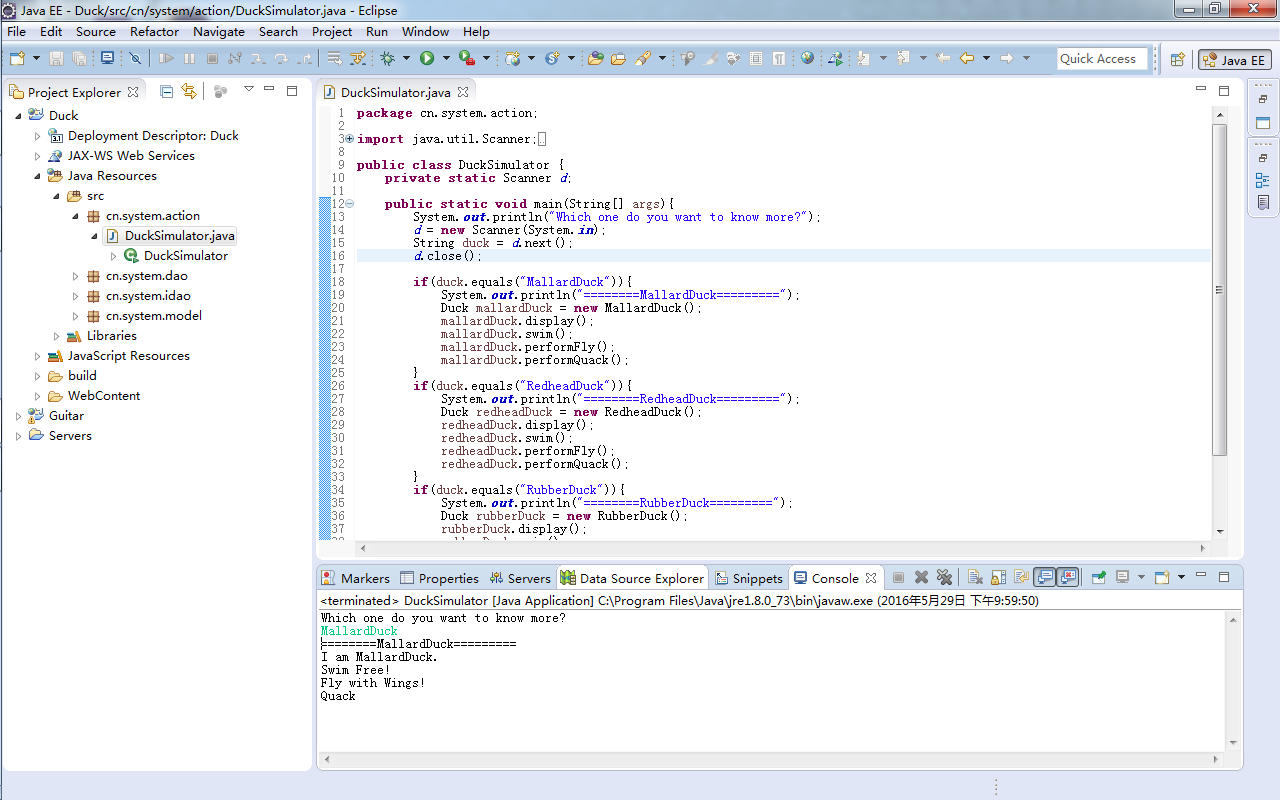 Java EE - Duck/src/cn/system/action/DuckSimulator.java - Eclipse
File Edit Source Refactor Navigate Search Project Run Window Help
Quick Access
Java EE
Project Explorer
Duck
Deployment Descriptor: Duck
JAX-WS Web Services
Java Resources
src
cn.system.action
DuckSimulator.java
DuckSimulator
cn.system.dao
cn.system.idao
cn.system.model
Libraries
JavaScript Resources
build
WebContent
Guitar
Servers
DuckSimulator.java
1 package cn.system.action;
2
3 import java.util.Scanner;
8
9 public class DuckSimulator {
10 private static Scanner d;
11
12 public static void main(String[] args){
13 System.out.println("Which one do you want to know more?");
14 d = new Scanner(System.in);
15 String duck = d.next();
16 d.close();
17
18 if(duck.equals("MallardDuck")){
19 System.out.println("========MallardDuck=========");
20 Duck mallardDuck = new MallardDuck();
21 mallardDuck.display();
22 mallardDuck.swim();
23 mallardDuck.performFly();
24 mallardDuck.performQuack();
25 }
26 if(duck.equals("RedheadDuck")){
27 System.out.println("========RedheadDuck=========");
28 Duck redheadDuck = new RedheadDuck();
29 redheadDuck.display();
30 redheadDuck.swim();
31 redheadDuck.performFly();
32 redheadDuck.performQuack();
33 }
34 if(duck.equals("RubberDuck")){
35 System.out.println("========RubberDuck=========");
36 Duck rubberDuck = new RubberDuck();
37 rubberDuck.display();
Markers Properties Servers Data Source Explorer Snippets Console
<terminated> DuckSimulator [Java Application] C:\Program Files\Java\jre1.8.0_73\bin\javaw.exe (2016年5月29日 下午9:59:50)
Which one do you want to know more?
MallardDuck
========MallardDuck=========
I am MallardDuck.
Swim Free!
Fly with Wings!
Quack